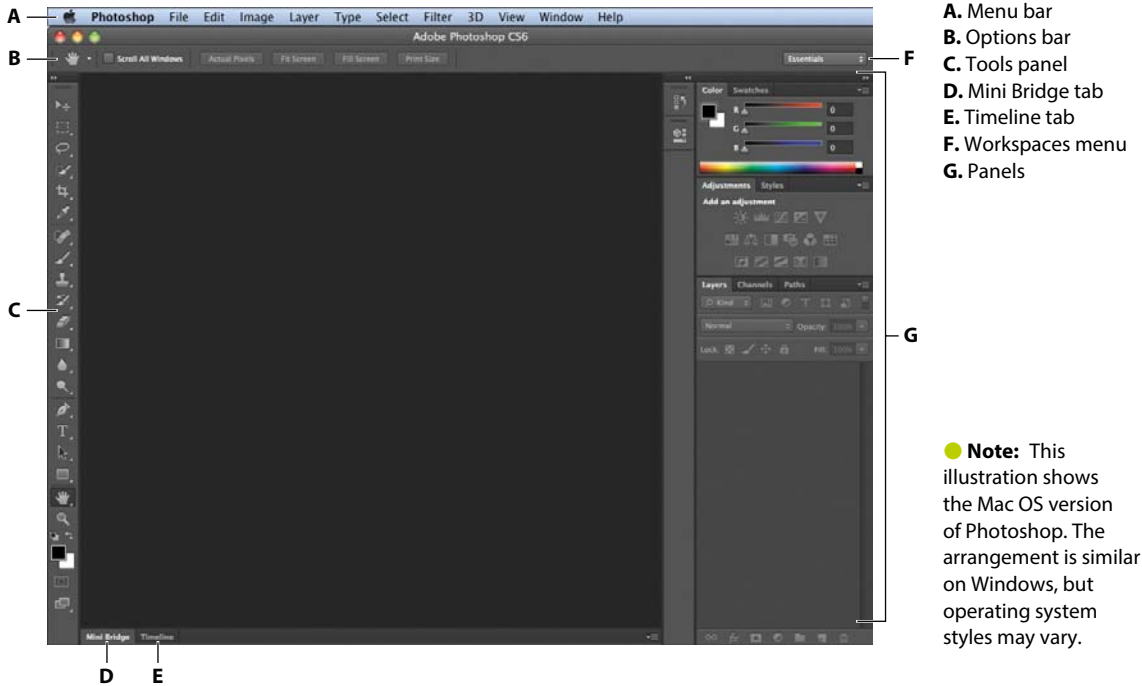 A
Photoshop File Edit Image Layer Type Select Filter 3D View Window Help
Adobe Photoshop CS6
B
Scroll All Windows Actual Pixels Fit Screen Fill Screen Print Size
Essentials
F
Color Swatches
R 0
G 0
B 0
Adjustments Styles
Add an adjustment
Layers Channels Paths
Kind
Normal Opacity: 100%
Lock: Fill: 100%
C
G
Mini Bridge Timeline
D E
A. Menu bar
B. Options bar
C. Tools panel
D. Mini Bridge tab
E. Timeline tab
F. Workspaces menu
G. Panels
Note: This
illustration shows
the Mac OS version
of Photoshop. The
arrangement is similar
on Windows, but
operating system
styles may vary.